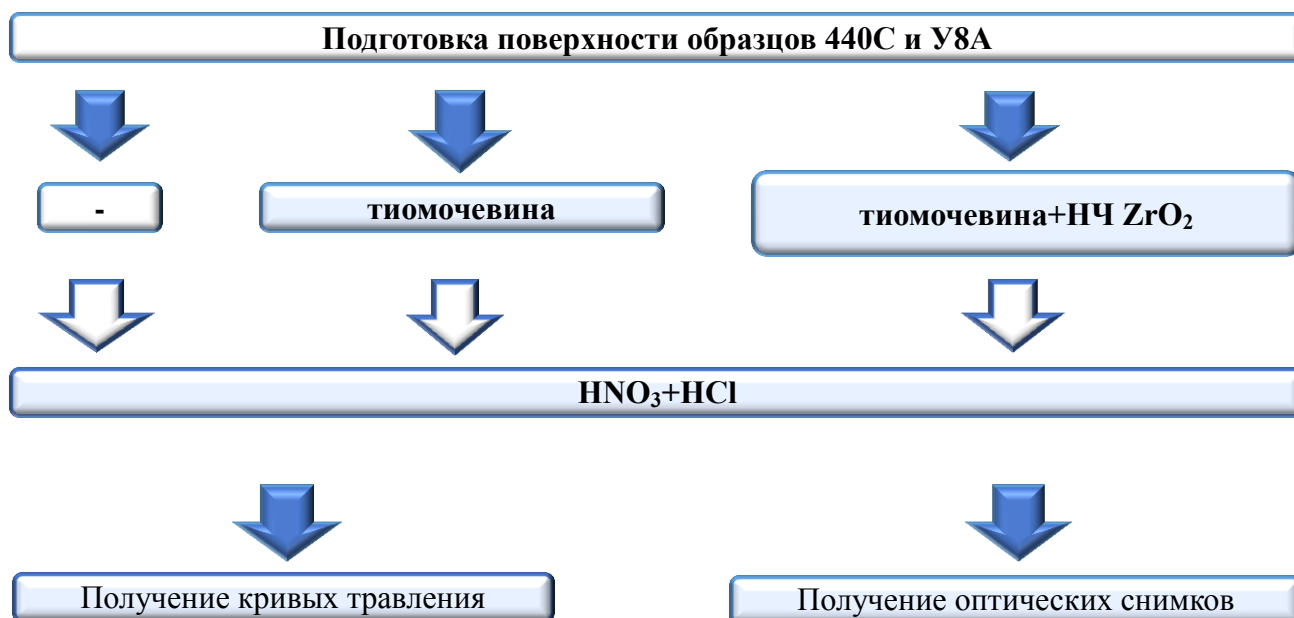 Подготовка поверхности образцов 440С и У8А
-
тиомочевина
тиомочевина+НЧ ZrO₂
HNO₃+HCl
Получение кривых травления
Получение оптических снимков